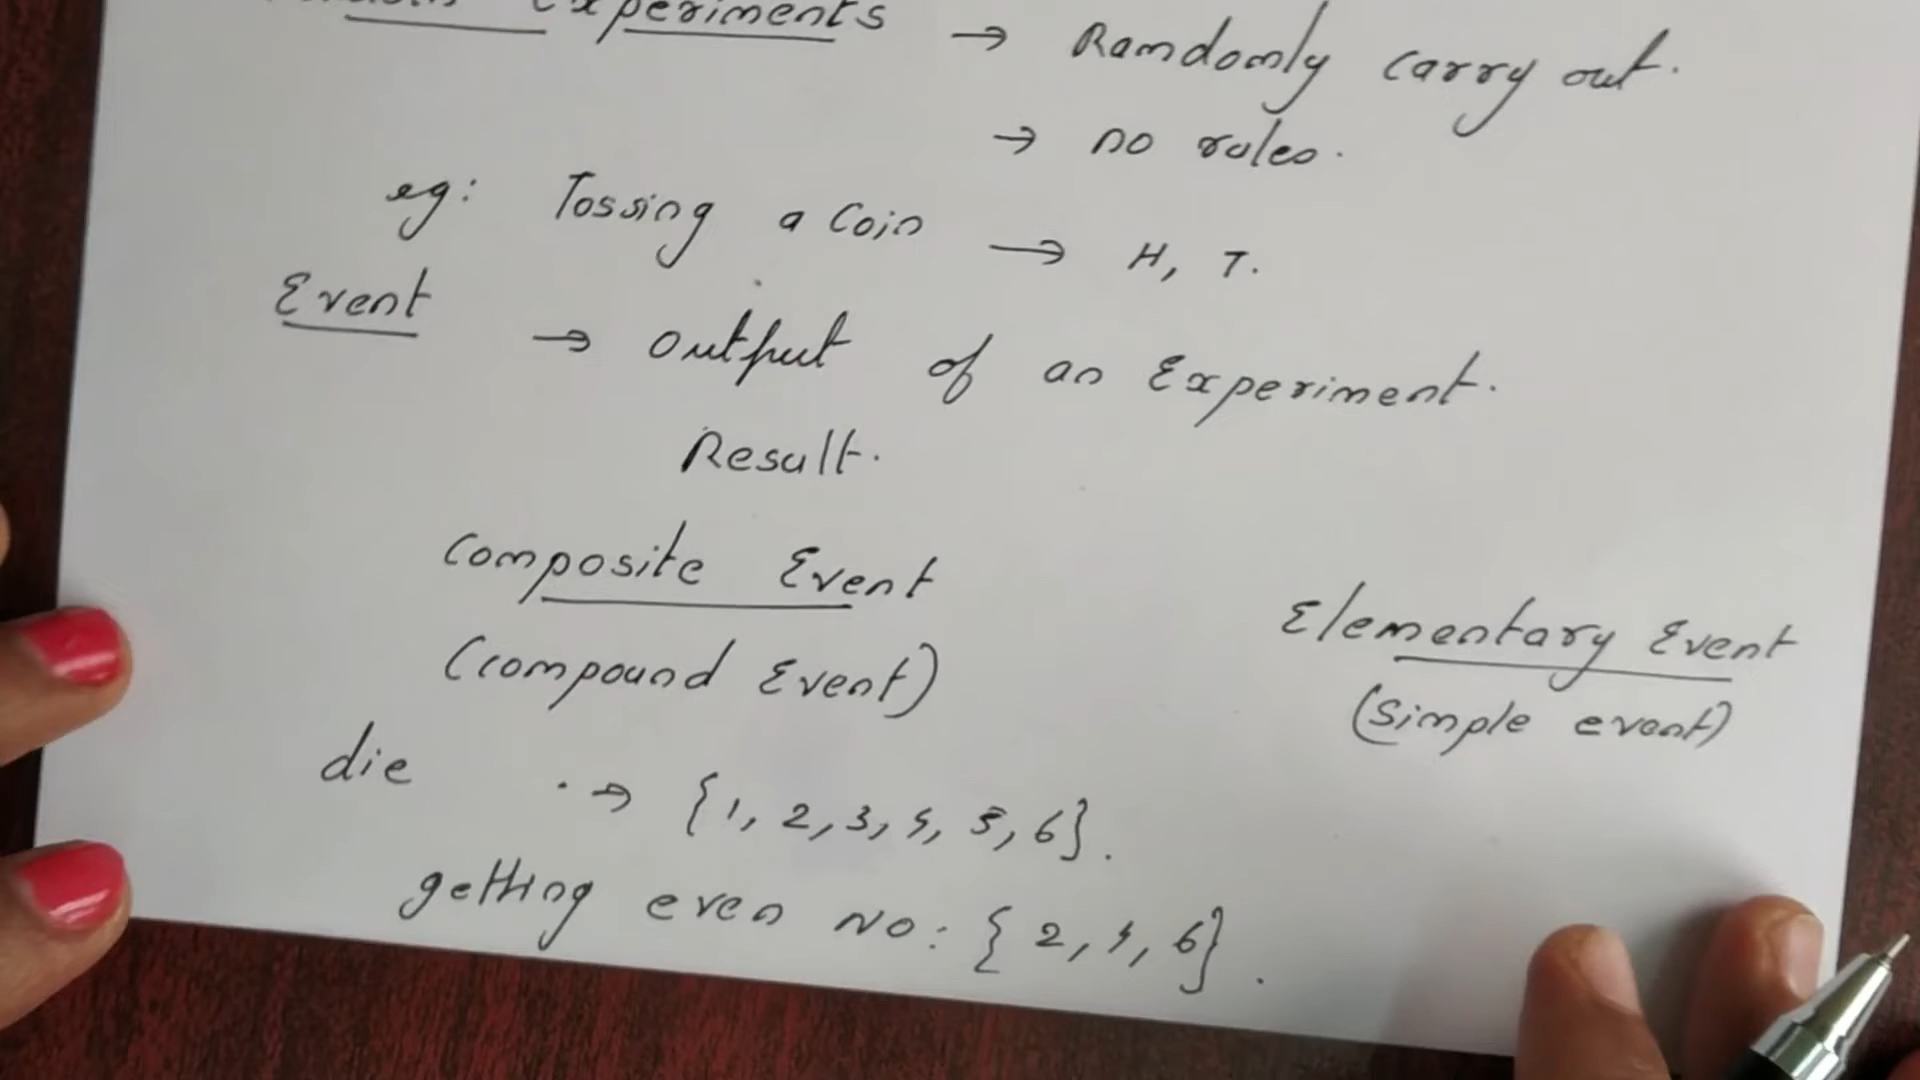 Experiments → Randomly carry out.
→ no rules.
eg: Tossing a Coin → H, T.
Event → output of an Experiment.
Result.
Composite Event
(compound Event)
Elementary Event
(Simple event)
die → {1, 2, 3, 4, 5, 6}.
getting even No: {2, 4, 6}.